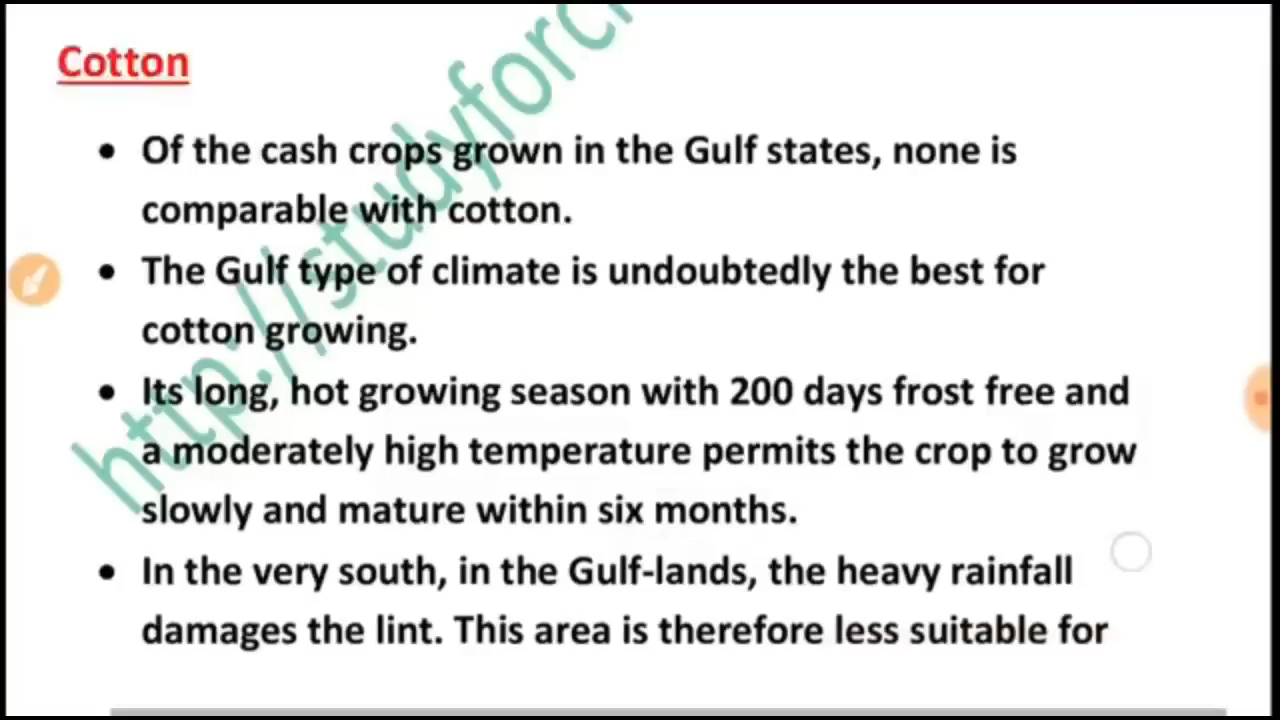 Cotton
• Of the cash crops grown in the Gulf states, none is
comparable with cotton.
• The Gulf type of climate is undoubtedly the best for
cotton growing.
• Its long, hot growing season with 200 days frost free and
a moderately high temperature permits the crop to grow
slowly and mature within six months.
• In the very south, in the Gulf-lands, the heavy rainfall
damages the lint. This area is therefore less suitable for
http://studyforci